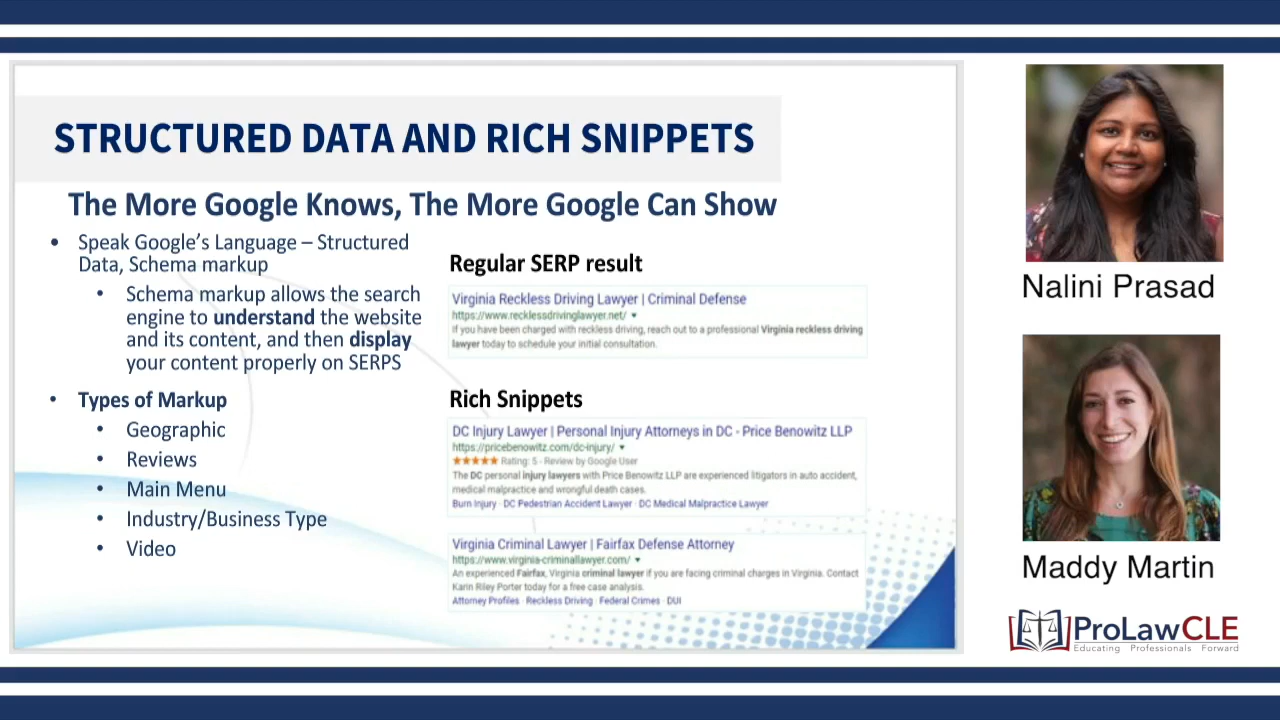 STRUCTURED DATA AND RICH SNIPPETS
The More Google Knows, The More Google Can Show
• Speak Google's Language – Structured
Data, Schema markup
• Schema markup allows the search
engine to understand the website
and its content, and then display
your content properly on SERPS
• Types of Markup
• Geographic
• Reviews
• Main Menu
• Industry/Business Type
• Video
Regular SERP result
Virginia Reckless Driving Lawyer | Criminal Defense
https://www.recklessdrivinglawyer.net/
If you have been charged with reckless driving, reach out to a professional Virginia reckless driving
lawyer today to schedule your initial consultation.
Rich Snippets
DC Injury Lawyer | Personal Injury Attorneys in DC - Price Benowitz LLP
https://pricebenowitz.com/dc-injury/
★★★★★ Rating: 5 - Review by Google User
The DC personal injury lawyers with Price Benowitz LLP are experienced litigators in auto accident,
medical malpractice and wrongful death cases.
Burn Injury · DC Pedestrian Accident Lawyer · DC Medical Malpractice Lawyer
Virginia Criminal Lawyer | Fairfax Defense Attorney
https://www.virginia-criminallawyer.com/
An experienced Fairfax, Virginia criminal lawyer if you are facing criminal charges in Virginia. Contact
Karin Riley Porter today for a free case analysis.
Attorney Profiles · Reckless Driving · Federal Crimes · DUI
Nalini Prasad
Maddy Martin
ProLawCLE
Educating Professionals Forward